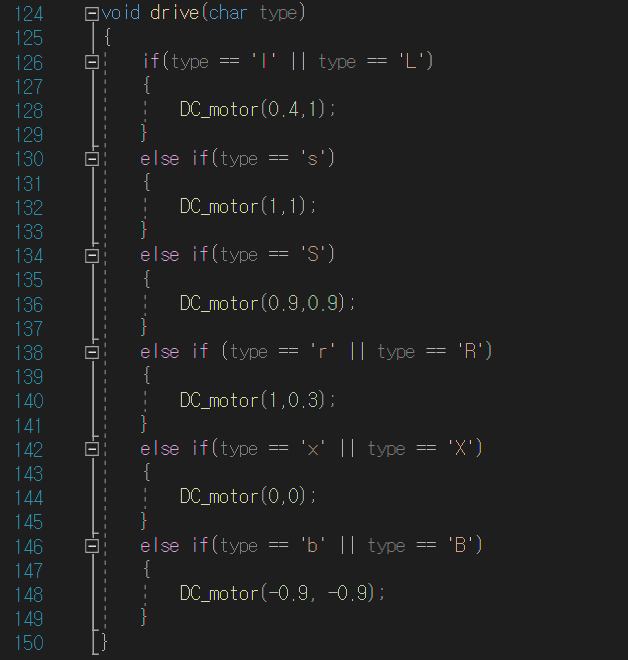 124 void drive(char type)
125 {
126 if(type == 'l' || type == 'L')
127 {
128 DC_motor(0.4,1);
129 }
130 else if(type == 's')
131 {
132 DC_motor(1,1);
133 }
134 else if(type == 'S')
135 {
136 DC_motor(0.9,0.9);
137 }
138 else if (type == 'r' || type == 'R')
139 {
140 DC_motor(1,0.3);
141 }
142 else if(type == 'x' || type == 'X')
143 {
144 DC_motor(0,0);
145 }
146 else if(type == 'b' || type == 'B')
147 {
148 DC_motor(-0.9, -0.9);
149 }
150 }